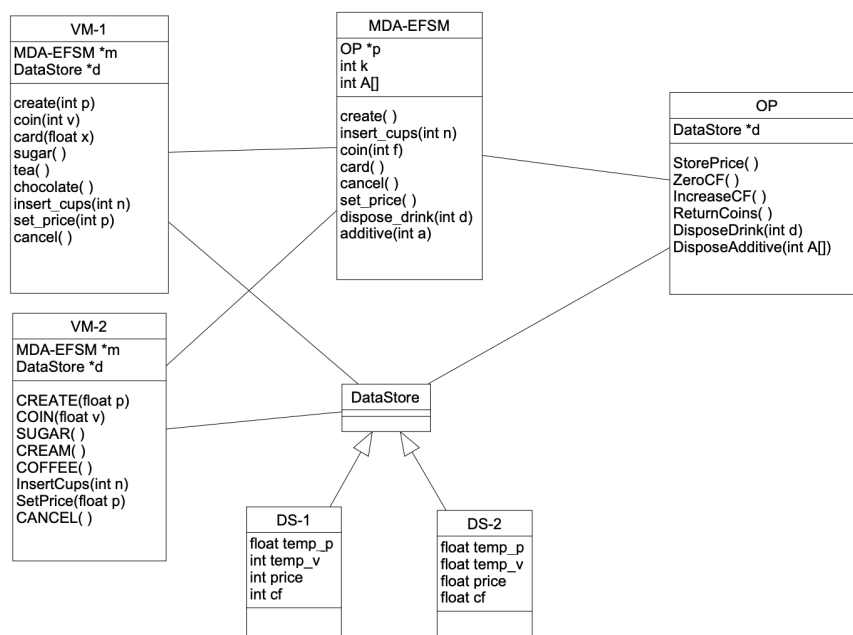 VM-1
MDA-EFSM *m
DataStore *d
create(int p)
coin(int v)
card(float x)
sugar( )
tea( )
chocolate( )
insert_cups(int n)
set_price(int p)
cancel( )
MDA-EFSM
OP *p
int k
int A[]
create( )
insert_cups(int n)
coin(int f)
card( )
cancel( )
set_price( )
dispose_drink(int d)
additive(int a)
OP
DataStore *d
StorePrice( )
ZeroCF( )
IncreaseCF( )
ReturnCoins( )
DisposeDrink(int d)
DisposeAdditive(int A[])
VM-2
MDA-EFSM *m
DataStore *d
CREATE(float p)
COIN(float v)
SUGAR( )
CREAM( )
COFFEE( )
InsertCups(int n)
SetPrice(float p)
CANCEL( )
DataStore
DS-1
float temp_p
int temp_v
int price
int cf
DS-2
float temp_p
float temp_v
float price
float cf